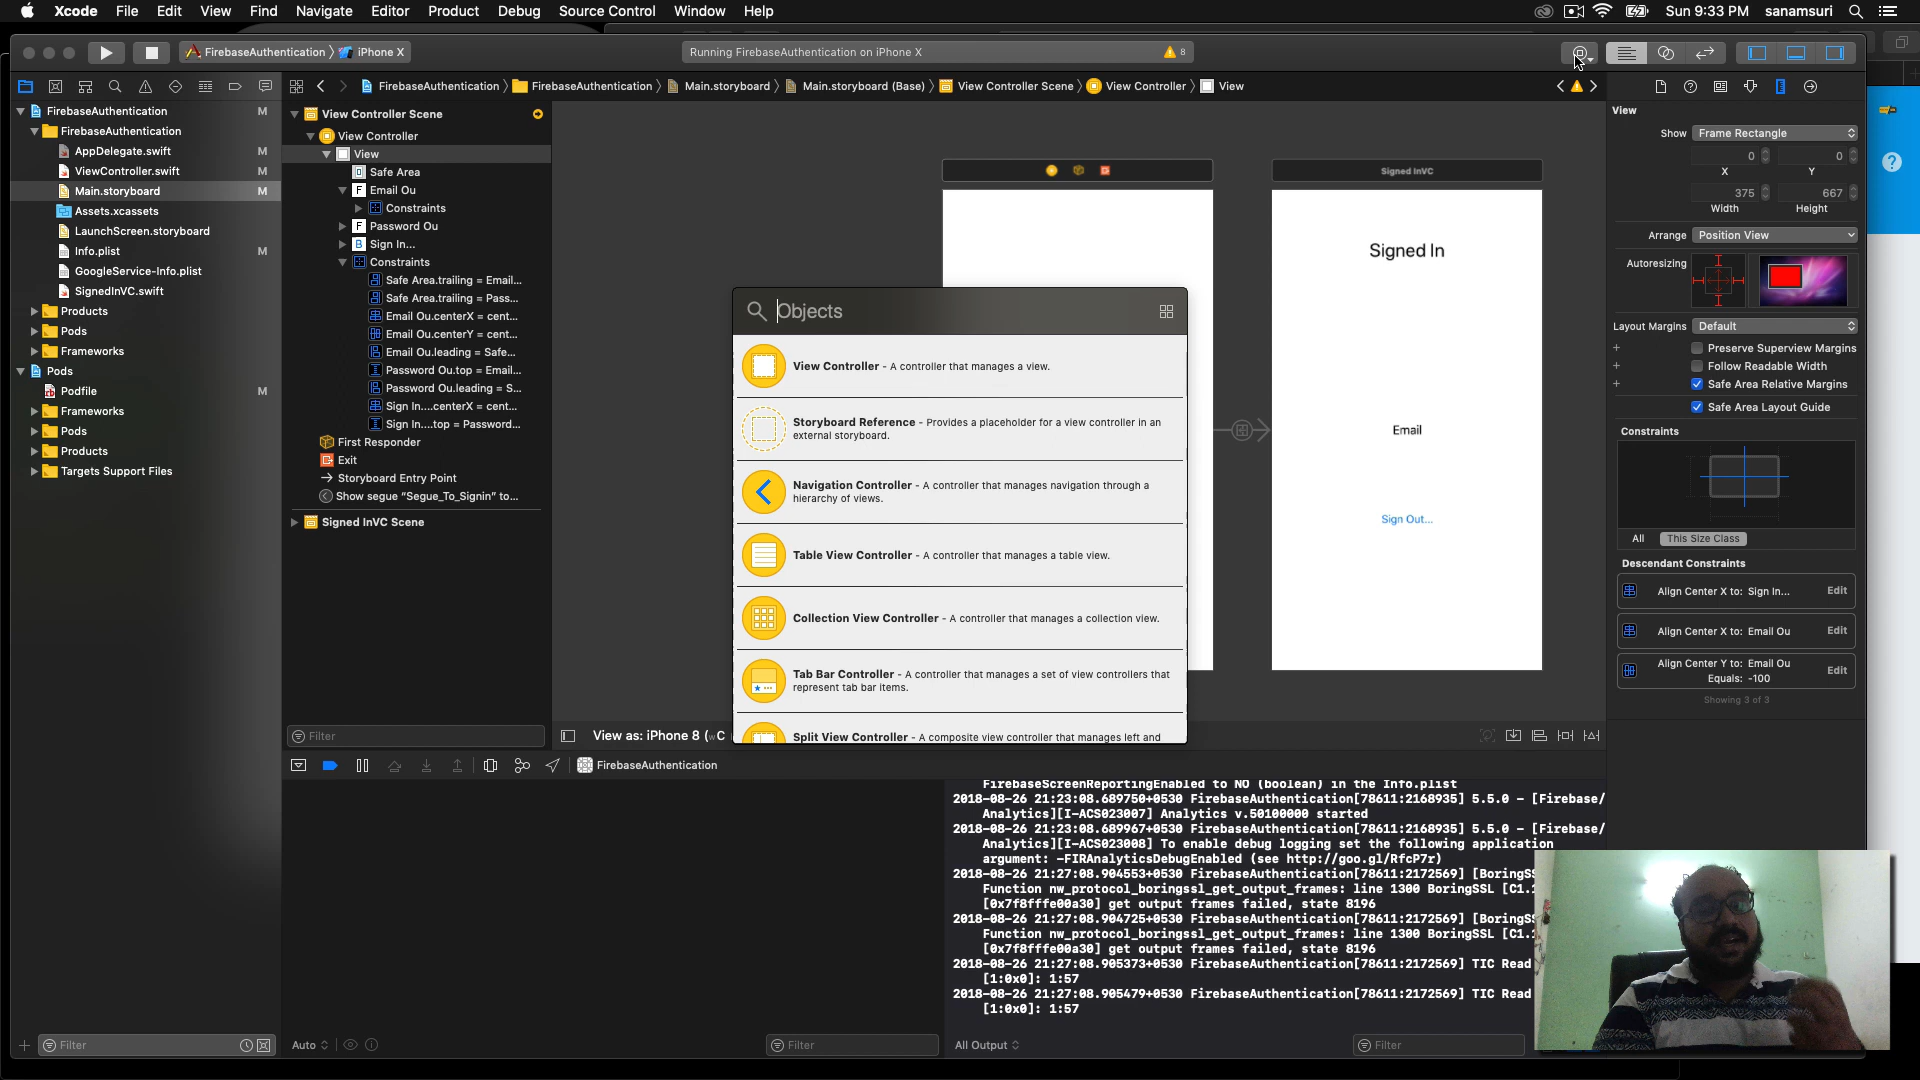 Xcode File Edit View Find Navigate Editor Product Debug Source Control Window Help
Sun 9:33 PM sanamsuri
FirebaseAuthentication iPhone X
Running FirebaseAuthentication on iPhone X
8
FirebaseAuthentication FirebaseAuthentication Main.storyboard Main.storyboard (Base) View Controller Scene View Controller View
FirebaseAuthentication M
FirebaseAuthentication
AppDelegate.swift M
ViewController.swift M
Main.storyboard M
Assets.xcassets
LaunchScreen.storyboard
Info.plist M
GoogleService-Info.plist
SignedInVC.swift
Products
Pods
Frameworks
Pods
Podfile M
Frameworks
Pods
Products
Targets Support Files
Filter
View Controller Scene
View Controller
View
Safe Area
F Email Ou
Constraints
F Password Ou
B Sign In...
Constraints
Safe Area.trailing = Email...
Safe Area.trailing = Pass...
Email Ou.centerX = cent...
Email Ou.centerY = cent...
Email Ou.leading = Safe...
Password Ou.top = Email...
Password Ou.leading = S...
Sign In....centerX = cent...
Sign In....top = Password...
First Responder
Exit
Storyboard Entry Point
Show segue "Segue_To_Signin" to...
Signed InVC Scene
Filter
Signed InVC
Signed In
Email
Sign Out...
Objects
View Controller - A controller that manages a view.
Storyboard Reference - Provides a placeholder for a view controller in an
external storyboard.
Navigation Controller - A controller that manages navigation through a
hierarchy of views.
Table View Controller - A controller that manages a table view.
Collection View Controller - A controller that manages a collection view.
Tab Bar Controller - A controller that manages a set of view controllers that
represent tab bar items.
Split View Controller - A composite view controller that manages left and
View as: iPhone 8 (wC
View
Show Frame Rectangle
0 0
X Y
375 667
Width Height
Arrange Position View
Autoresizing
Layout Margins Default
Preserve Superview Margins
Follow Readable Width
Safe Area Relative Margins
Safe Area Layout Guide
Constraints
All This Size Class
Descendant Constraints
Align Center X to: Sign In... Edit
Align Center X to: Email Ou Edit
Align Center Y to: Email Ou
Equals: -100 Edit
Showing 3 of 3
FirebaseAuthentication
FirebaseScreenReportingEnabled to NO (boolean) in the Info.plist
2018-08-26 21:23:08.689750+0530 FirebaseAuthentication[78611:2168935] 5.5.0 - [Firebase/
Analytics][I-ACS023007] Analytics v.50100000 started
2018-08-26 21:23:08.689967+0530 FirebaseAuthentication[78611:2168935] 5.5.0 - [Firebase/
Analytics][I-ACS023008] To enable debug logging set the following application
argument: -FIRAnalyticsDebugEnabled (see http://goo.gl/RfcP7r)
2018-08-26 21:27:08.904553+0530 FirebaseAuthentication[78611:2172569] [BoringS
Function nw_protocol_boringssl_get_output_frames: line 1300 BoringSSL [C1.
[0x7f8fffe00a30] get output frames failed, state 8196
2018-08-26 21:27:08.904725+0530 FirebaseAuthentication[78611:2172569] [BoringS
Function nw_protocol_boringssl_get_output_frames: line 1300 BoringSSL [C1.
[0x7f8fffe00a30] get output frames failed, state 8196
2018-08-26 21:27:08.905373+0530 FirebaseAuthentication[78611:2172569] TIC Read
[1:0x0]: 1:57
2018-08-26 21:27:08.905479+0530 FirebaseAuthentication[78611:2172569] TIC Read
[1:0x0]: 1:57
Auto Filter All Output Filter